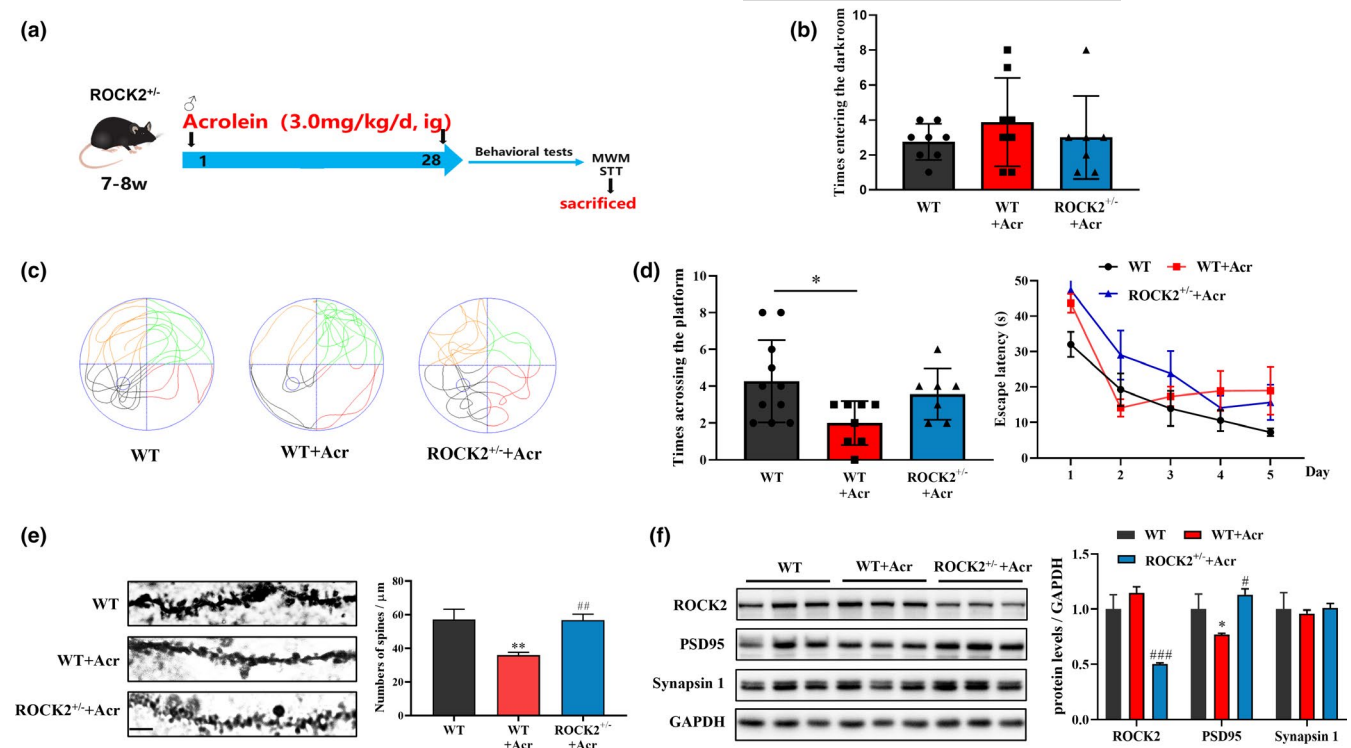 (a)
ROCK2+/-
♂
Acrolein (3.0mg/kg/d, ig)
1
28
Behavioral tests
MWM
STT
sacrificed
7-8w
(b)
Times entering the darkroom
8
6
4
2
0
WT
WT
+Acr
ROCK2+/-
+Acr
(c)
WT
WT+Acr
ROCK2+/-+Acr
(d)
Times acrossing the platform
10
8
6
4
2
0
*
WT
WT
+Acr
ROCK2+/-
+Acr
WT
WT+Acr
ROCK2+/-+Acr
Escape latency (s)
50
40
30
20
10
0
1
2
3
4
5
Day
(e)
WT
WT+Acr
ROCK2+/-+Acr
Numbers of spines / μm
80
60
40
20
0
**
##
WT
WT
+Acr
ROCK2+/-
+Acr
(f)
WT
WT+Acr
ROCK2+/-+Acr
ROCK2
PSD95
Synapsin 1
GAPDH
WT
WT+Acr
ROCK2+/-+Acr
protein levels / GAPDH
1.5
1.0
0.5
0.0
###
*
#
ROCK2
PSD95
Synapsin 1